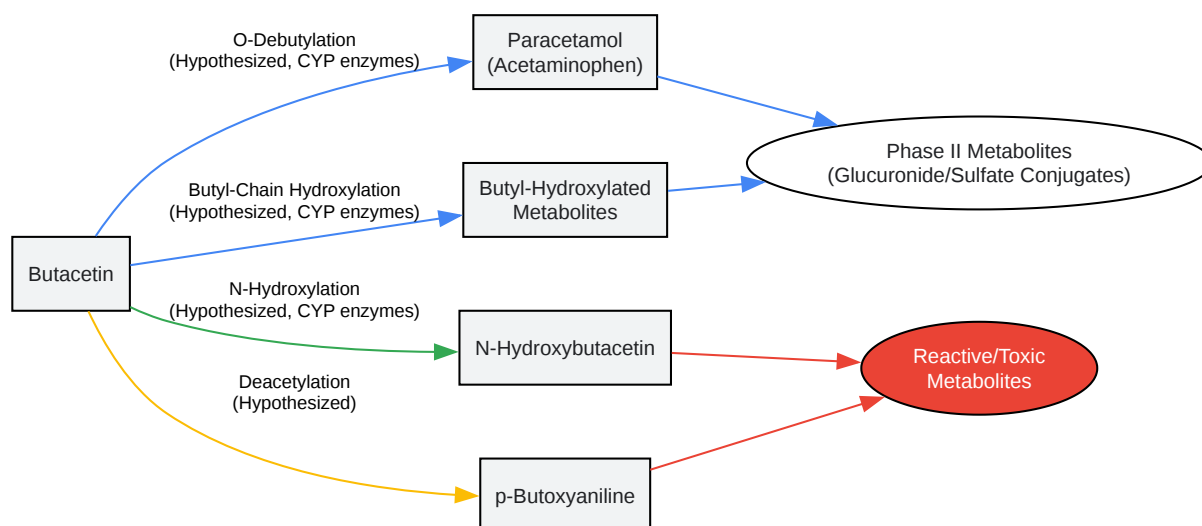 O-Debutylation
(Hypothesized, CYP enzymes)
Paracetamol
(Acetaminophen)
Phase II Metabolites
(Glucuronide/Sulfate Conjugates)
Butyl-Chain Hydroxylation
(Hypothesized, CYP enzymes)
Butyl-Hydroxylated
Metabolites
Butacetin
N-Hydroxylation
(Hypothesized, CYP enzymes)
N-Hydroxybutacetin
Reactive/Toxic
Metabolites
Deacetylation
(Hypothesized)
p-Butoxyaniline